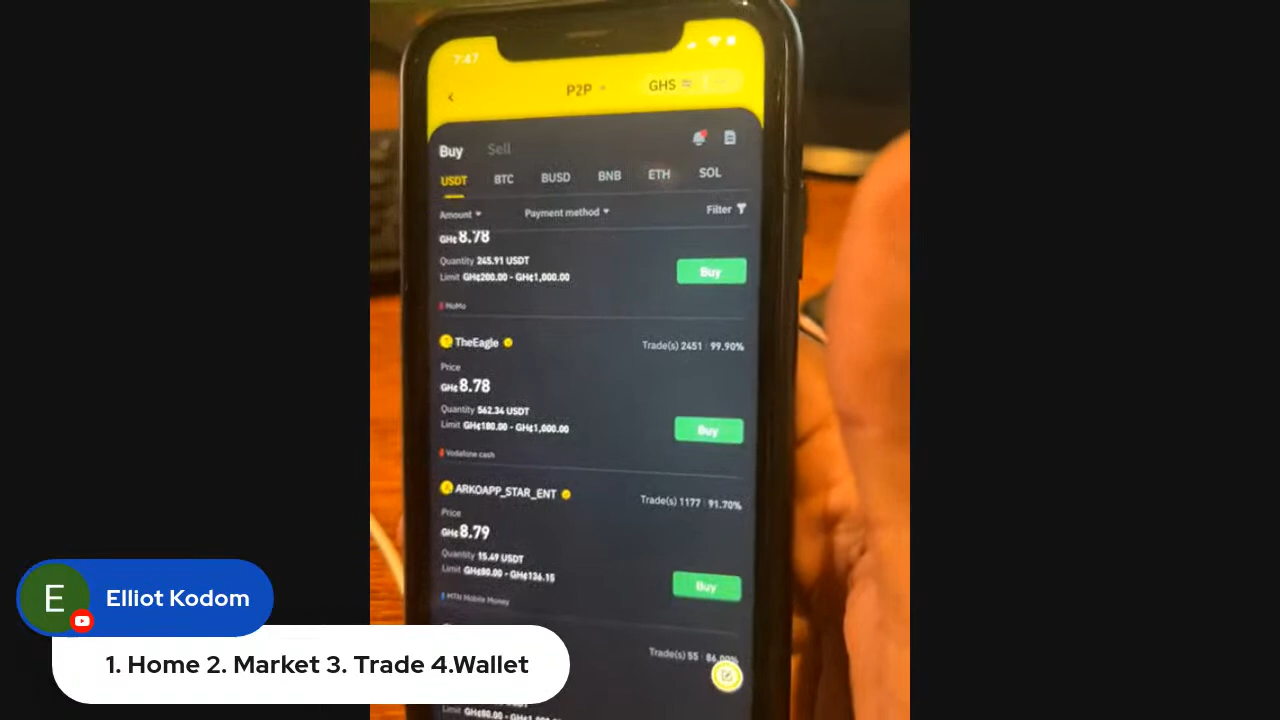 7:47
P2P
GHS
Buy Sell
USDT BTC BUSD BNB ETH SOL
Amount Payment method Filter
GH¢8.78
Quantity 245.91 USDT
Limit GH¢200.00 - GH¢1,000.00
Buy
MoMo
TheEagle Trade(s) 2451 99.90%
Price
GH¢8.78
Quantity 562.34 USDT
Limit GH¢180.00 - GH¢1,000.00
Buy
Vodafone cash
ARKOAPP_STAR_ENT Trade(s) 1177 91.70%
Price
GH¢8.79
Quantity 15.49 USDT
Limit GH¢80.00 - GH¢136.15
Buy
MTN Mobile Money
Trade(s) 55 86.00%
E Elliot Kodom
1. Home 2. Market 3. Trade 4.Wallet